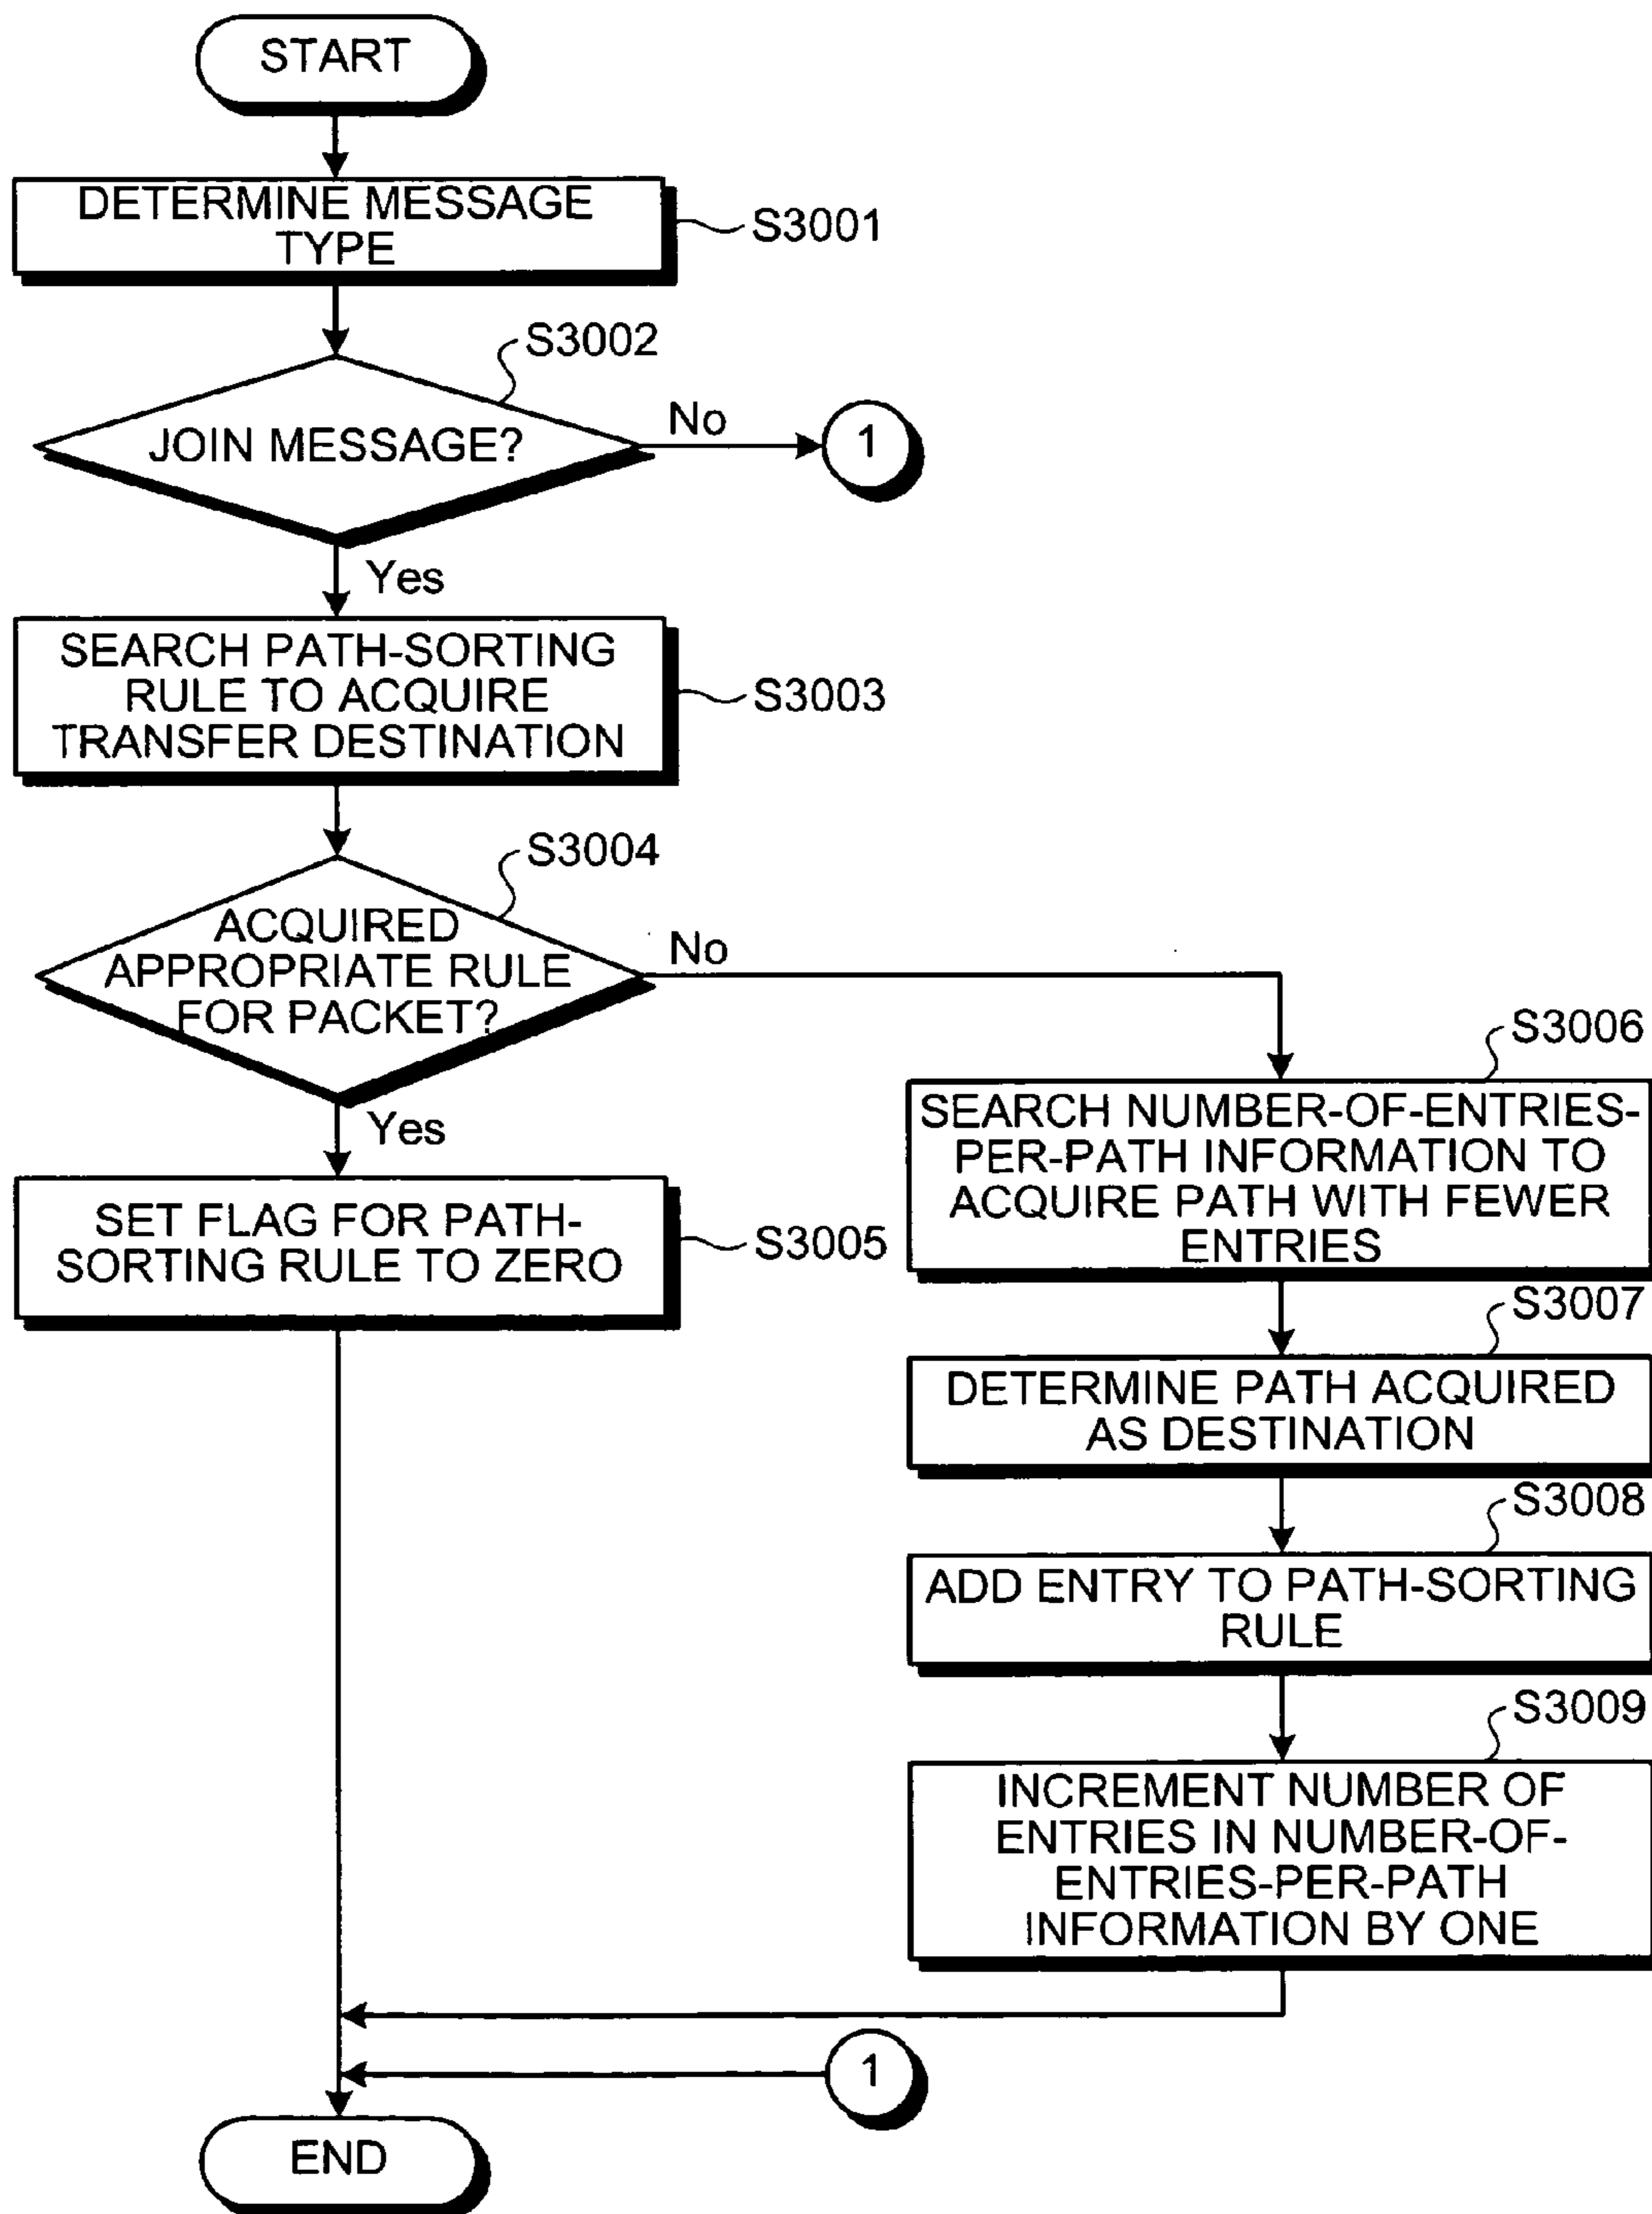 START
DETERMINE MESSAGE
TYPE
S3001
S3002
JOIN MESSAGE?
No
1
Yes
SEARCH PATH-SORTING
RULE TO ACQUIRE
TRANSFER DESTINATION
S3003
S3004
ACQUIRED
APPROPRIATE RULE
FOR PACKET?
No
Yes
SET FLAG FOR PATH-
SORTING RULE TO ZERO
S3005
S3006
SEARCH NUMBER-OF-ENTRIES-
PER-PATH INFORMATION TO
ACQUIRE PATH WITH FEWER
ENTRIES
S3007
DETERMINE PATH ACQUIRED
AS DESTINATION
S3008
ADD ENTRY TO PATH-SORTING
RULE
S3009
INCREMENT NUMBER OF
ENTRIES IN NUMBER-OF-
ENTRIES-PER-PATH
INFORMATION BY ONE
1
END